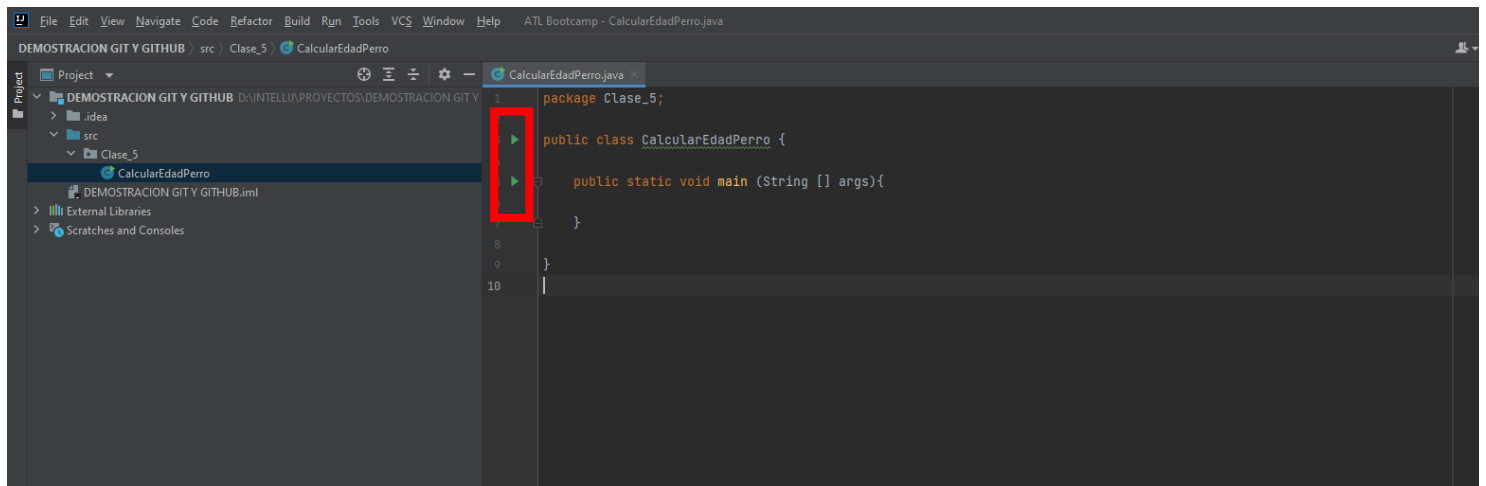 File Edit View Navigate Code Refactor Build Run Tools VCS Window Help ATL Bootcamp - CalcularEdadPerro.java
DEMOSTRACION GIT Y GITHUB src Clase_5 CalcularEdadPerro
Project
Project
CalcularEdadPerro.java
DEMOSTRACION GIT Y GITHUB D:\INTELLIJ\PROYECTOS\DEMOSTRACION GIT Y
.idea
src
Clase_5
CalcularEdadPerro
DEMOSTRACION GIT Y GITHUB.iml
External Libraries
Scratches and Consoles
1 package Clase_5;
public class CalcularEdadPerro {
public static void main (String [] args){
7 }
8
9 }
10